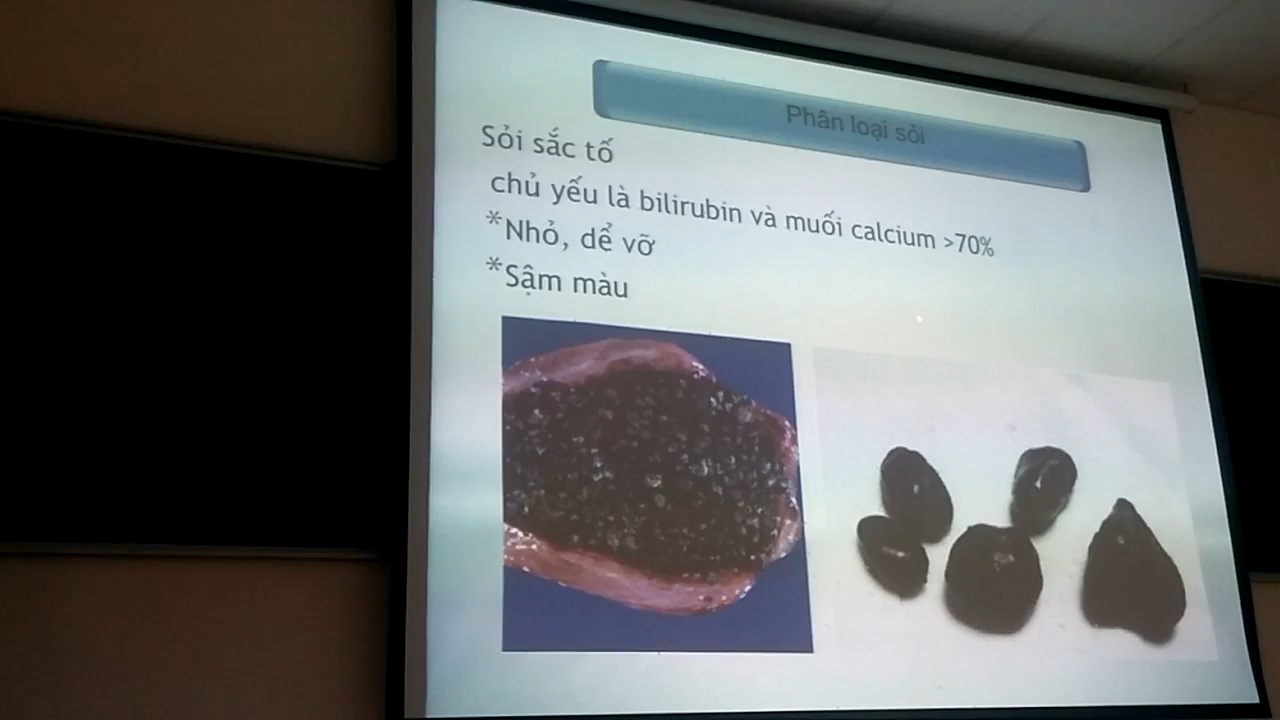 Phân loại sỏi
Sỏi sắc tố
chủ yếu là bilirubin và muối calcium >70%
*Nhỏ, dể vỡ
*Sậm màu